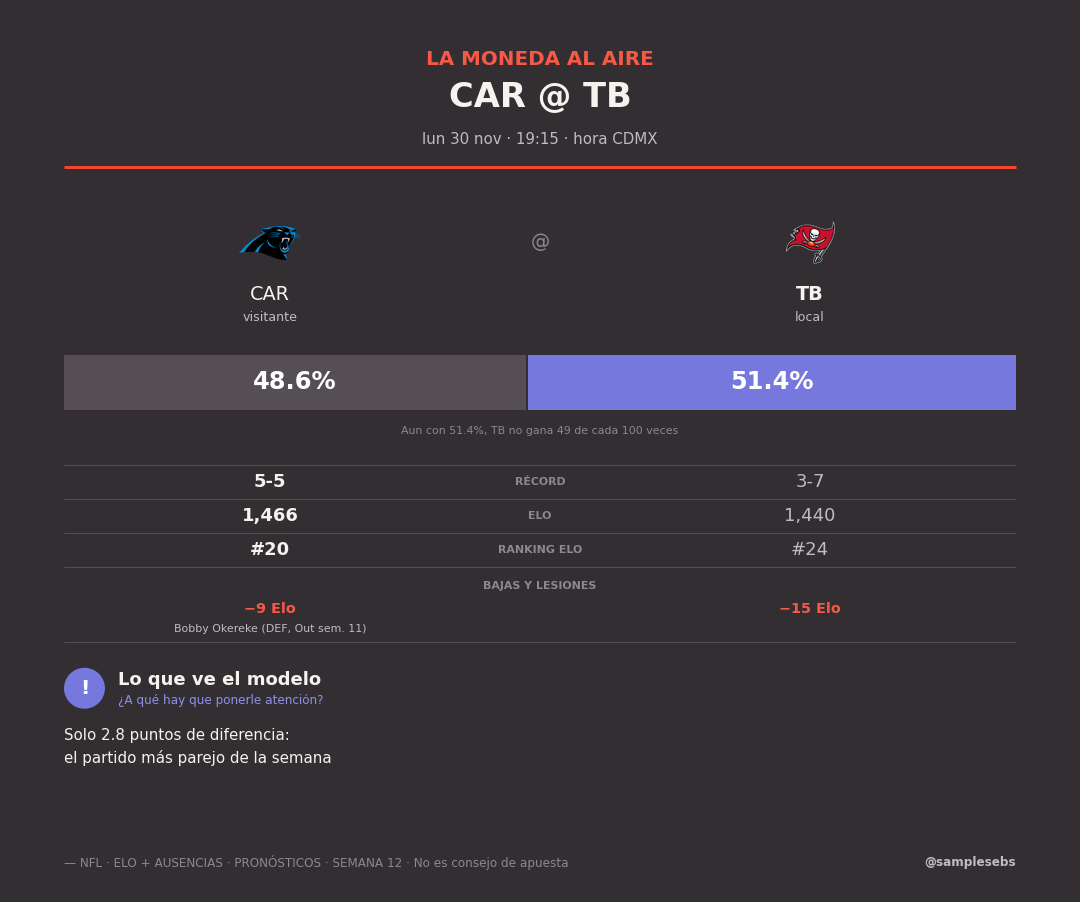 LA MONEDA AL AIRE
CAR @ TB
lun 30 nov · 19:15 · hora CDMX
@
CAR
TB
visitante
local
48.6%
51.4%
Aun con 51.4%, TB no gana 49 de cada 100 veces
5-5 RÉCORD 3-7
1,466 ELO 1,440
#20 RANKING ELO #24
BAJAS Y LESIONES
−9 Elo −15 Elo
Bobby Okereke (DEF, Out sem. 11)
! Lo que ve el modelo
¿A qué hay que ponerle atención?
Solo 2.8 puntos de diferencia:
el partido más parejo de la semana
— NFL · ELO + AUSENCIAS · PRONÓSTICOS · SEMANA 12 · No es consejo de apuesta
@samplesebs